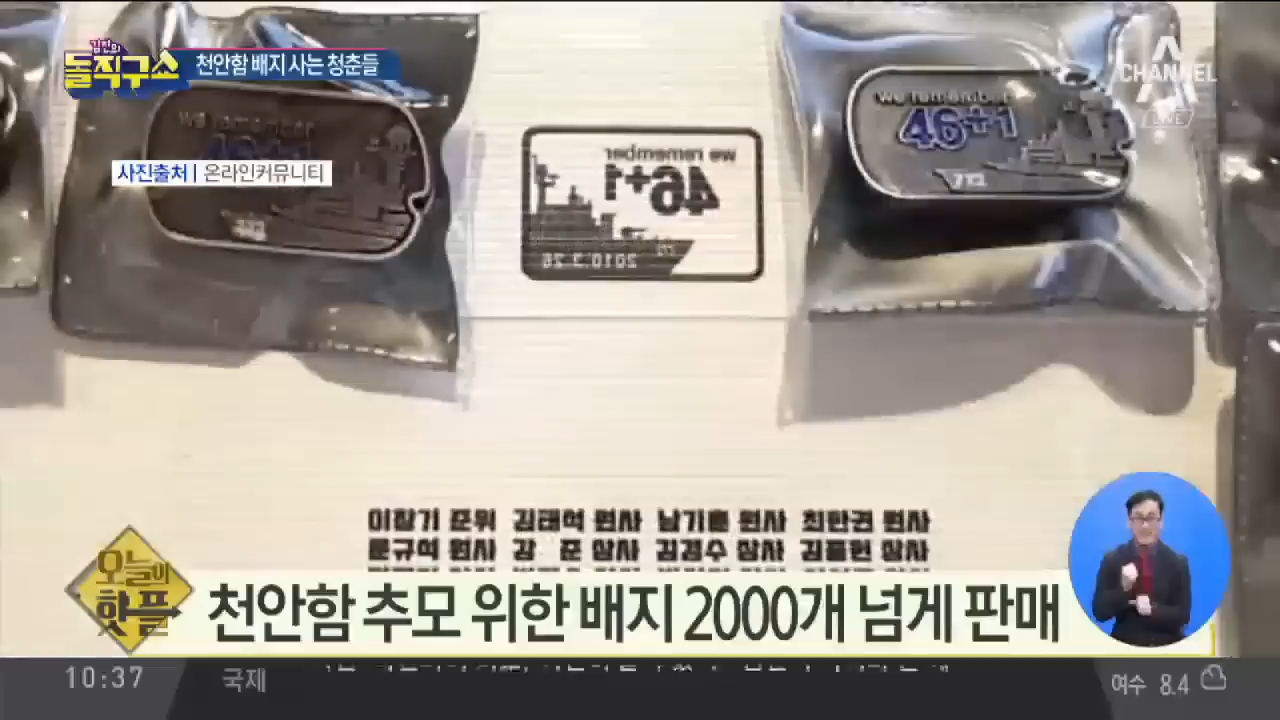 김진의
돌직구쇼
천안함 배지 사는 청춘들
CHANNEL
A
LIVE
사진출처 | 온라인커뮤니티
we remember
46+1
772
we remember
46+1
2010.3.26
we remember
46+1
772
이창기 준위 김태석 원사 남기훈 원사 최한권 원사
문규석 원사 강 준 상사 김경수 상사 김종헌 상사
오늘의
핫플
천안함 추모 위한 배지 2000개 넘게 판매
10:37
국제
여수 8.4